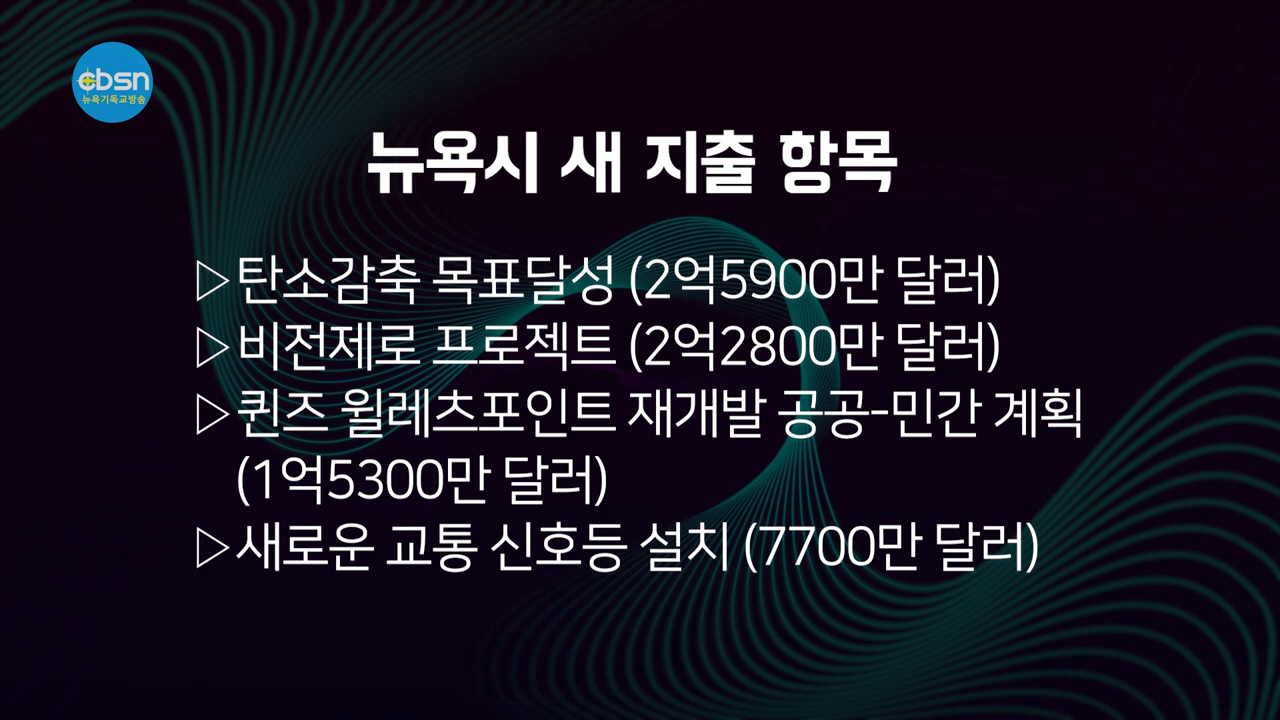 cbsn
뉴욕기독교방송
뉴욕시 새 지출 항목
▷탄소감축 목표달성 (2억5900만 달러)
▷비전제로 프로젝트 (2억2800만 달러)
▷퀸즈 윌레츠포인트 재개발 공공-민간 계획
(1억5300만 달러)
▷새로운 교통 신호등 설치 (7700만 달러)